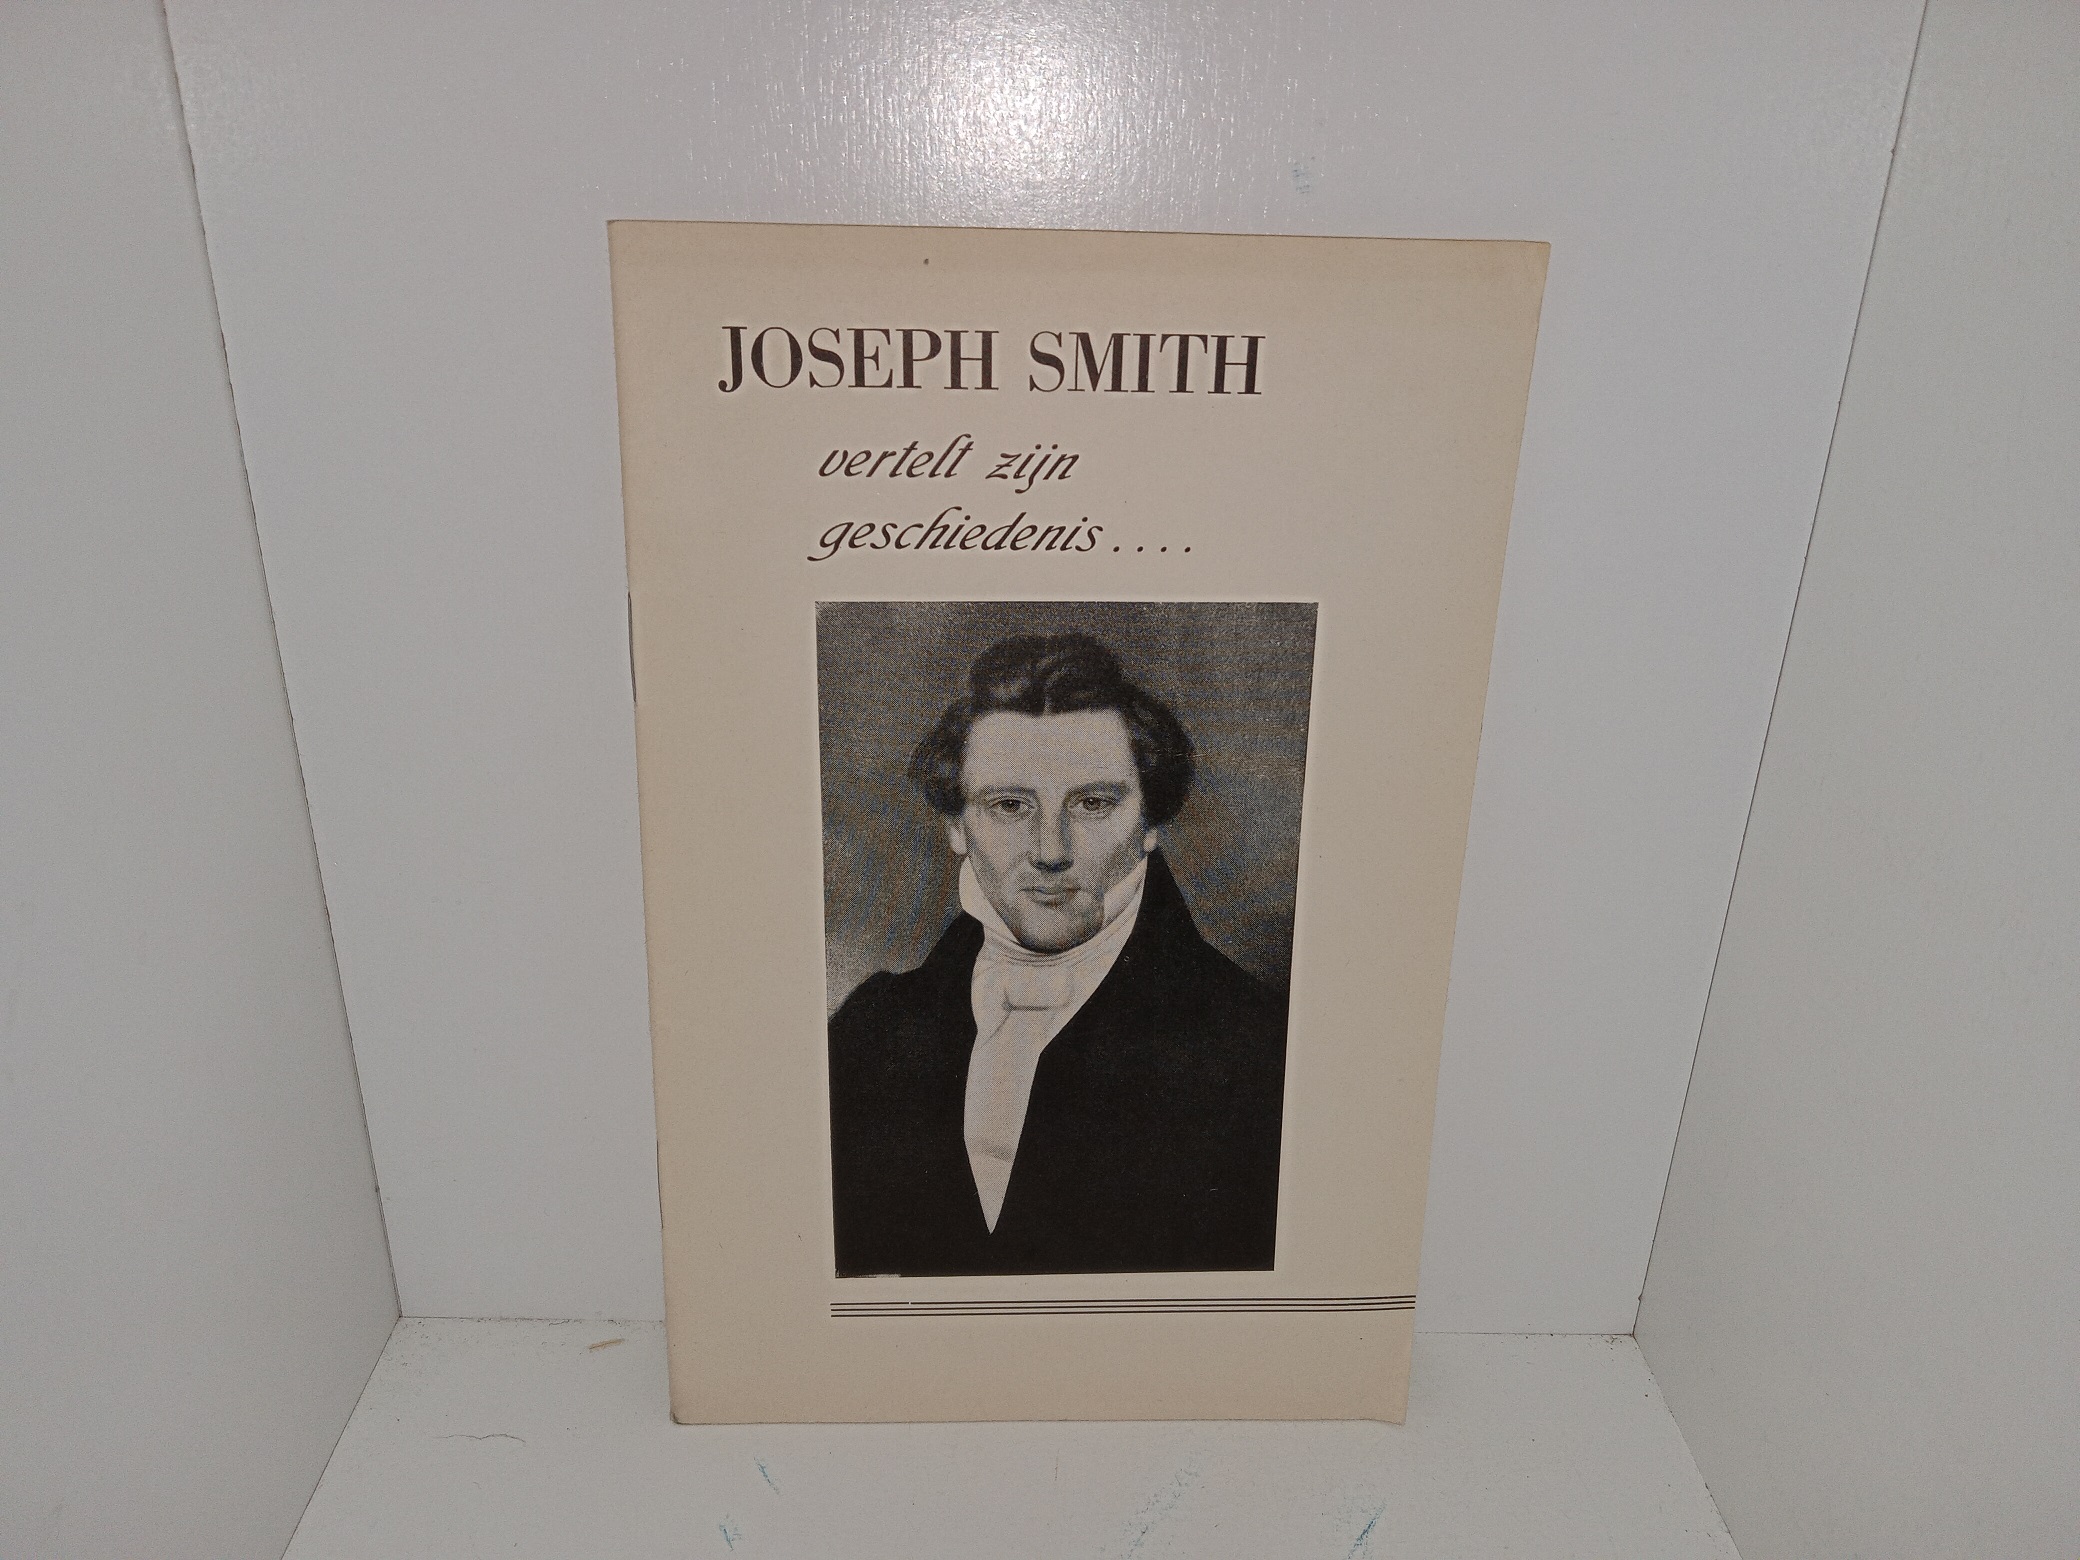 JOSEPH SMITH
vertelt zijn
geschiedenis....